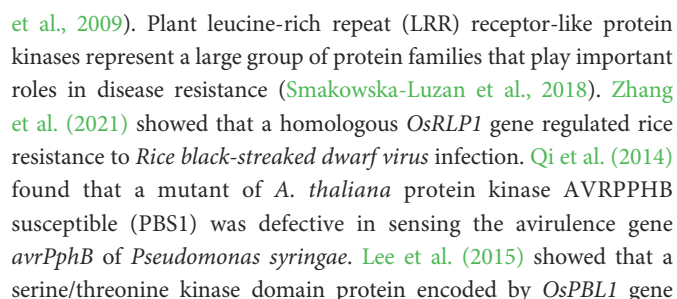 et al., 2009). Plant leucine-rich repeat (LRR) receptor-like protein
kinases represent a large group of protein families that play important
roles in disease resistance (Smakowska-Luzan et al., 2018). Zhang
et al. (2021) showed that a homologous OsRLP1 gene regulated rice
resistance to Rice black-streaked dwarf virus infection. Qi et al. (2014)
found that a mutant of A. thaliana protein kinase AVRPPHB
susceptible (PBS1) was defective in sensing the avirulence gene
avrPphB of Pseudomonas syringae. Lee et al. (2015) showed that a
serine/threonine kinase domain protein encoded by OsPBL1 gene